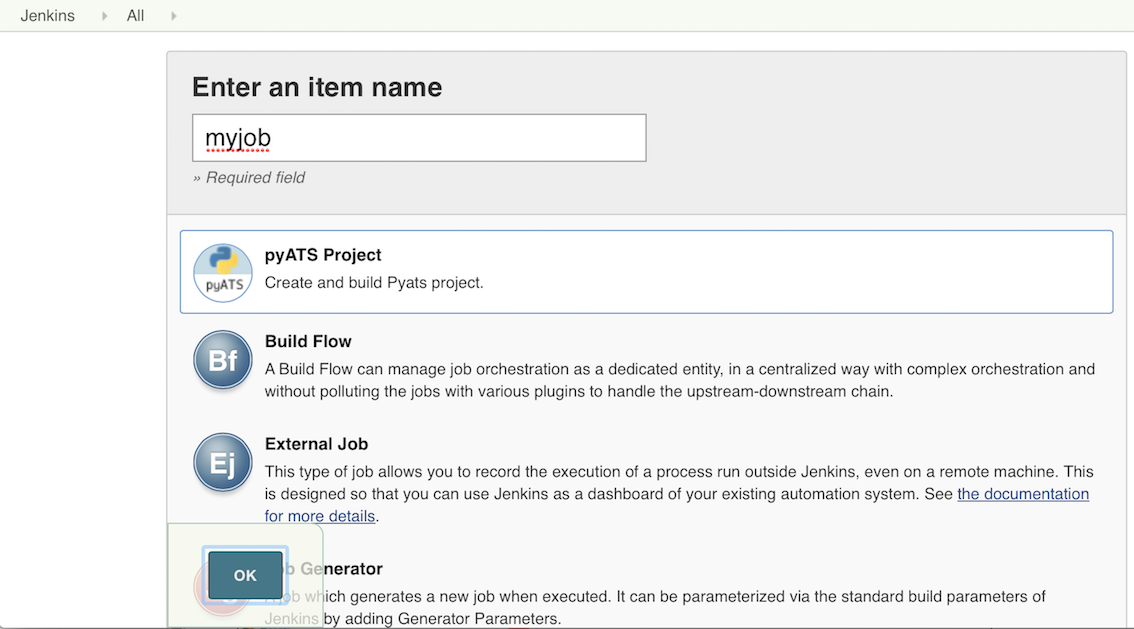 Jenkins All
Enter an item name
myjob
» Required field
pyATS
pyATS Project
Create and build Pyats project.
Bf
Build Flow
A Build Flow can manage job orchestration as a dedicated entity, in a centralized way with complex orchestration and
without polluting the jobs with various plugins to handle the upstream-downstream chain.
Ej
External Job
This type of job allows you to record the execution of a process run outside Jenkins, even on a remote machine. This
is designed so that you can use Jenkins as a dashboard of your existing automation system. See the documentation
for more details.
OK
Job Generator
A job which generates a new job when executed. It can be parameterized via the standard build parameters of
Jenkins by adding Generator Parameters.